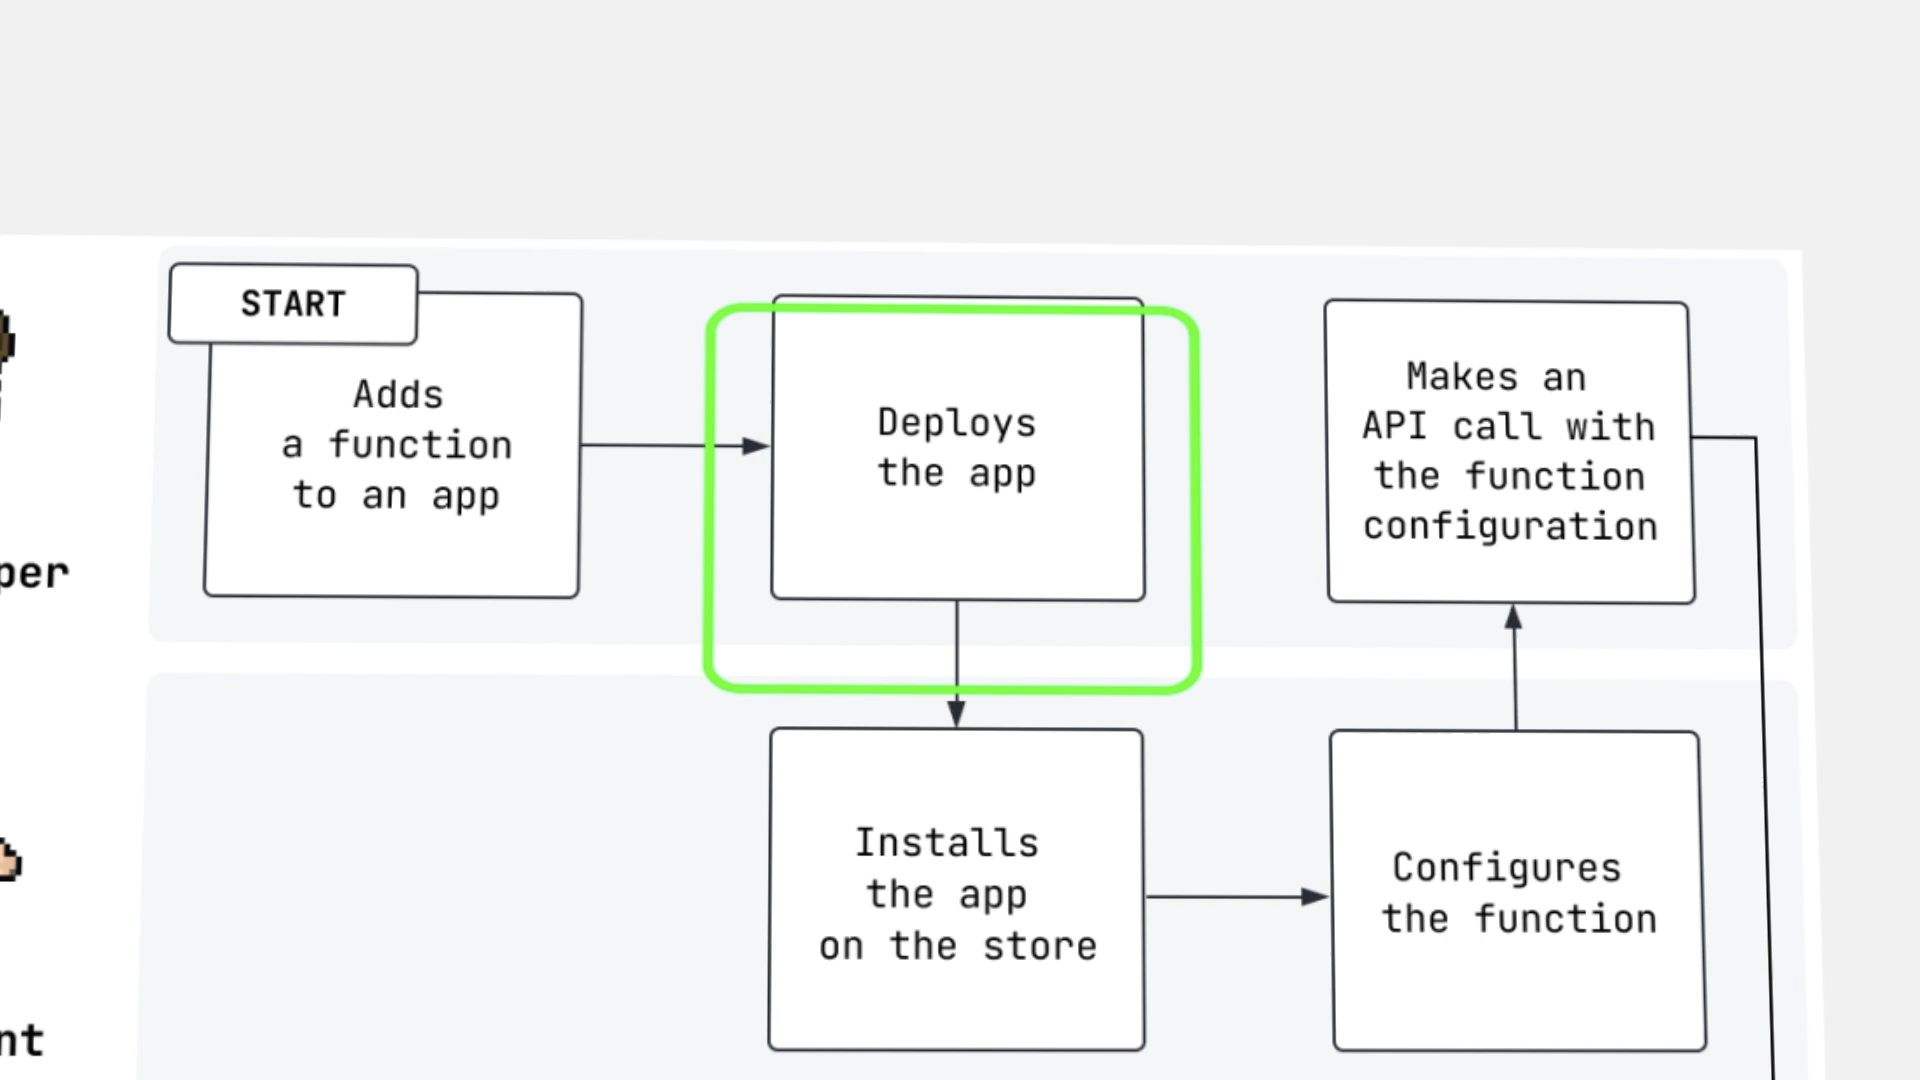 START
Adds
a function
to an app
Deploys
the app
Makes an
API call with
the function
configuration
per
Installs
the app
on the store
Configures
the function
nt